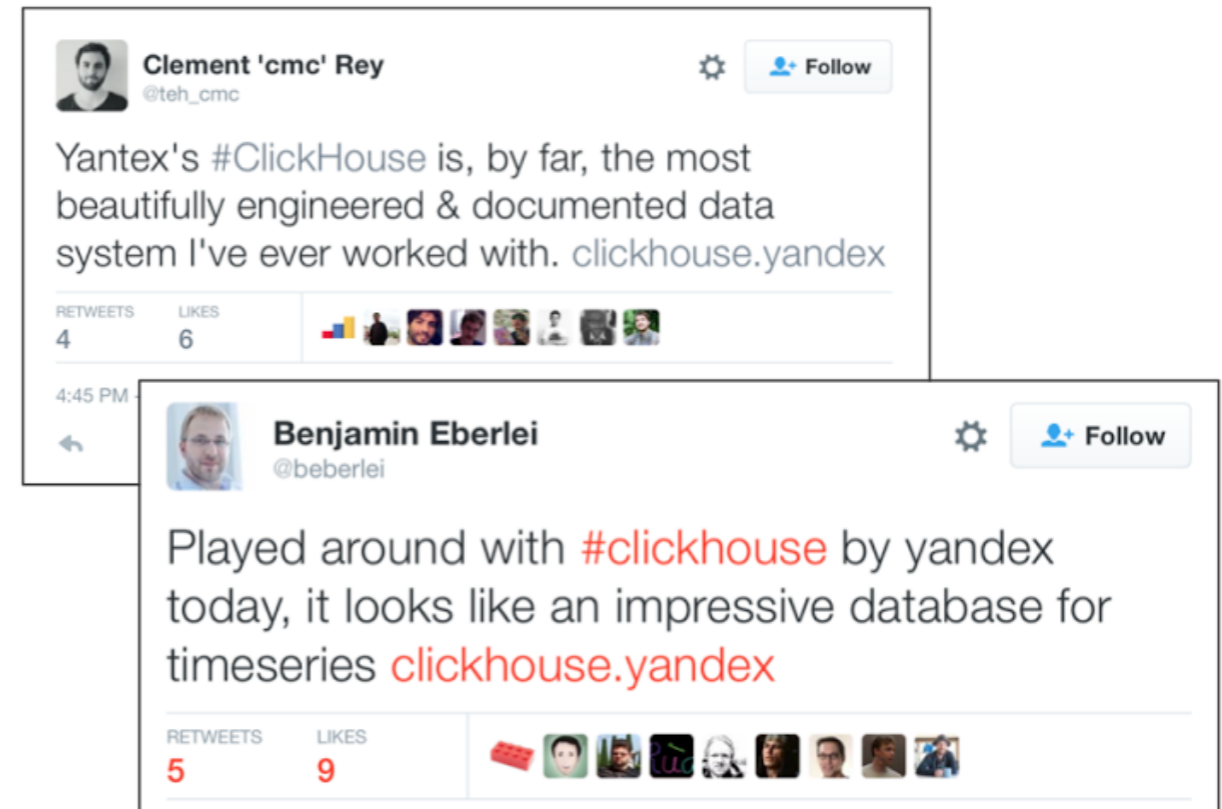 Clement 'cmc' Rey
Follow
@teh_cmc
Yantex's #ClickHouse is, by far, the most
beautifully engineered & documented data
system I've ever worked with. clickhouse.yandex
RETWEETS LIKES
4 6
4:45 PM -
Benjamin Eberlei
Follow
@beberlei
Played around with #clickhouse by yandex
today, it looks like an impressive database for
timeseries clickhouse.yandex
RETWEETS LIKES
5 9